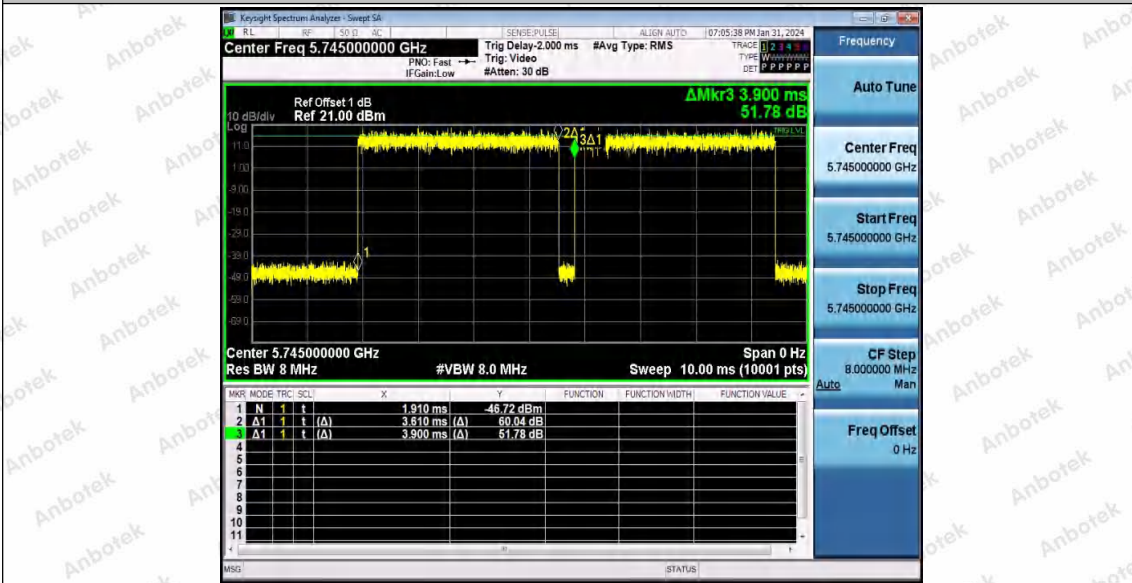 Keysight Spectrum Analyzer - Swept SA
RL RF 50 Ω AC SENSE:PULSE ALIGN AUTO 07:05:38 PM Jan 31, 2024
Center Freq 5.745000000 GHz
Trig Delay-2.000 ms #Avg Type: RMS
TRACE 1 2 3 4 5 6
PNO: Fast Trig: Video
TYPE W
IFGain:Low #Atten: 30 dB
DET P P P P P P
Frequency
Auto Tune
ΔMkr3 3.900 ms
51.78 dB
Ref Offset 1 dB
10 dB/div Ref 21.00 dBm
Log
TRIG LVL
11.0
1.00
-9.00
-19.0
-29.0
-39.0
-49.0
-59.0
-69.0
1
2Δ1
3Δ1
Center Freq
5.745000000 GHz
Start Freq
5.745000000 GHz
Stop Freq
5.745000000 GHz
Center 5.745000000 GHz Span 0 Hz
Res BW 8 MHz #VBW 8.0 MHz Sweep 10.00 ms (10001 pts)
CF Step
8.000000 MHz
Auto Man
Freq Offset
0 Hz
MKR MODE TRC SCL X Y FUNCTION FUNCTION WIDTH FUNCTION VALUE
1 N 1 t 1.910 ms -46.72 dBm
2 Δ1 1 t (Δ) 3.610 ms (Δ) 60.04 dB
3 Δ1 1 t (Δ) 3.900 ms (Δ) 51.78 dB
4
5
6
7
8
9
10
11
MSG STATUS
Anbotek